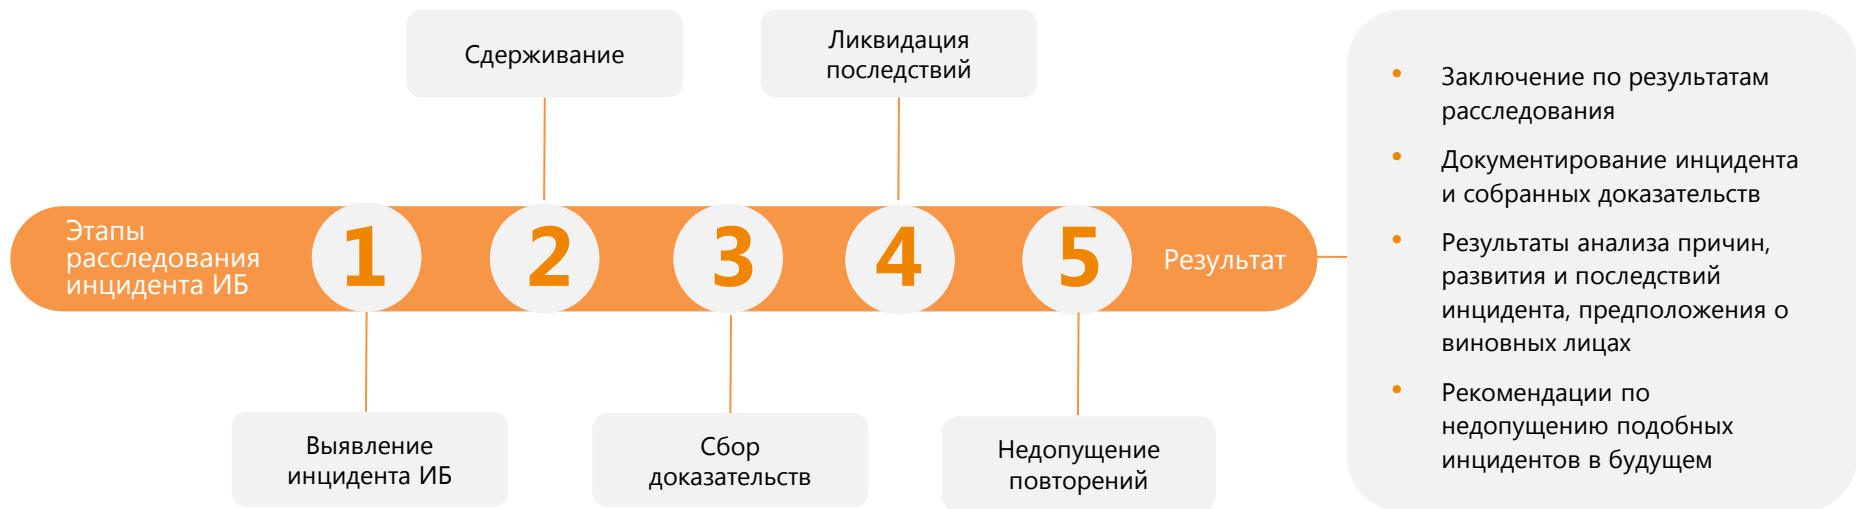 Сдерживание
Ликвидация
последствий
Этапы
расследования
инцидента ИБ
1
2
3
4
5
Результат
Выявление
инцидента ИБ
Сбор
доказательств
Недопущение
повторений
• Заключение по результатам
расследования
• Документирование инцидента
и собранных доказательств
• Результаты анализа причин,
развития и последствий
инцидента, предположения о
виновных лицах
• Рекомендации по
недопущению подобных
инцидентов в будущем